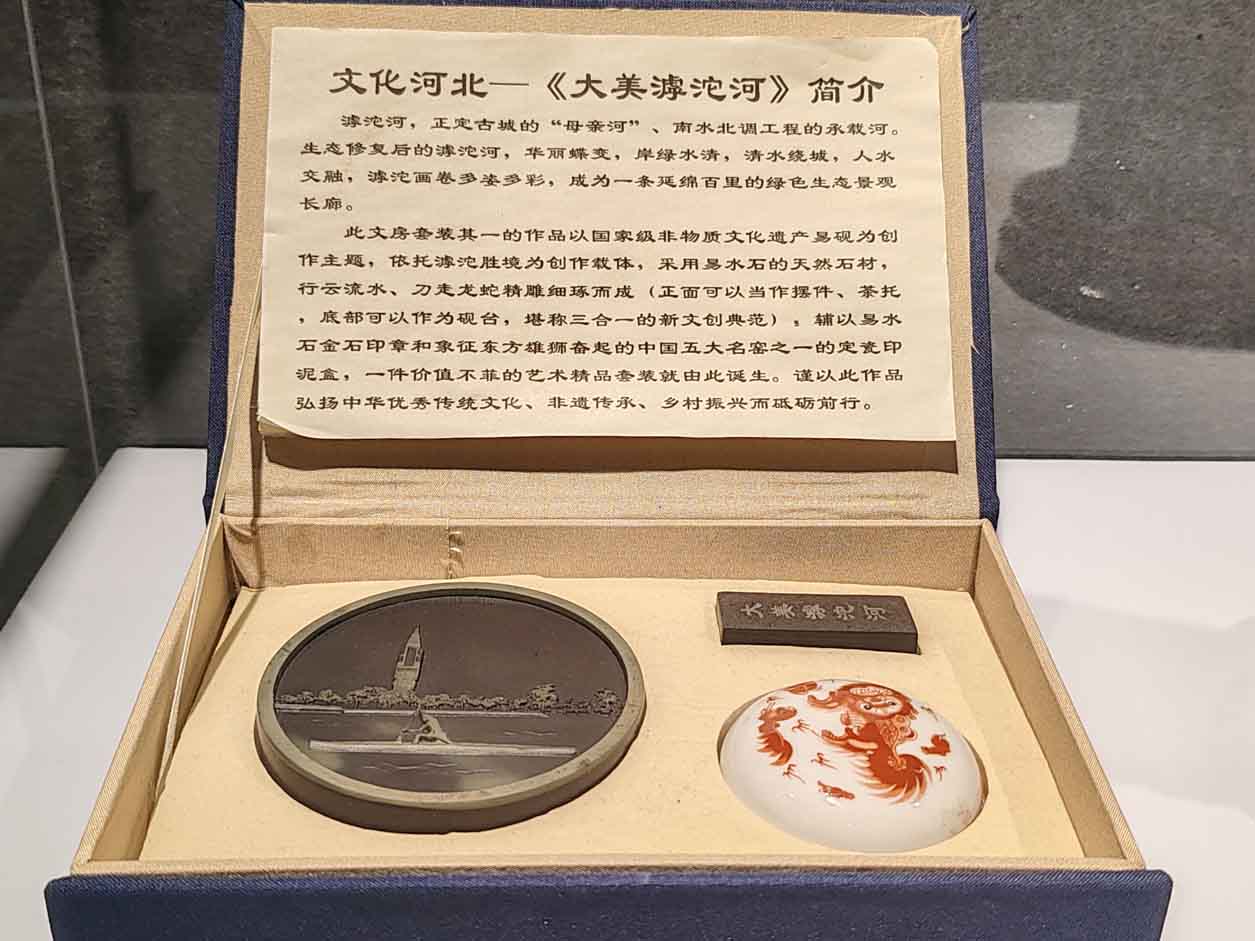 文化河北—《大美滹沱河》简介
滹沱河，正定古城的“母亲河”、南水北调工程的承载河。
生态修复后的滹沱河，华丽蝶变，岸绿水清，清水绕城，人水
交融，滹沱画卷多姿多彩，成为一条延绵百里的绿色生态景观
长廊。
此文房套装其一的作品以国家级非物质文化遗产易砚为创
作主题，依托滹沱胜境为创作载体，采用易水石的天然石材，
行云流水、刀走龙蛇精雕细琢而成（正面可以当作摆件、茶托
，底部可以作为砚台，堪称三合一的新文创典范）；辅以易水
石金石印章和象征东方雄狮奋起的中国五大名窑之一的定瓷印
泥盒，一件价值不菲的艺术精品套装就由此诞生。谨以此作品
弘扬中华优秀传统文化、非遗传承、乡村振兴而砥砺前行。
大美滹沱河